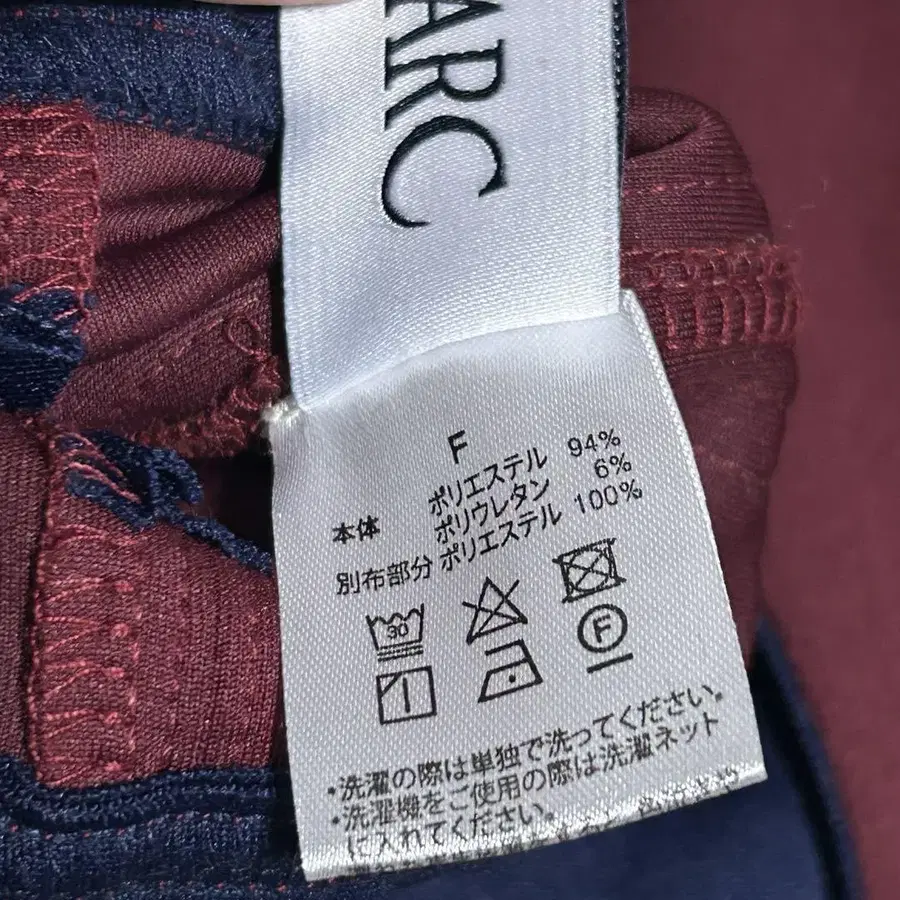 ARC
F
本体 ポリエステル 94%
ポリウレタン 6%
別布部分 ポリエステル 100%
30
F
・洗濯の際は単独で洗ってください。
・洗濯機をご使用の際は洗濯ネット
に入れてください。